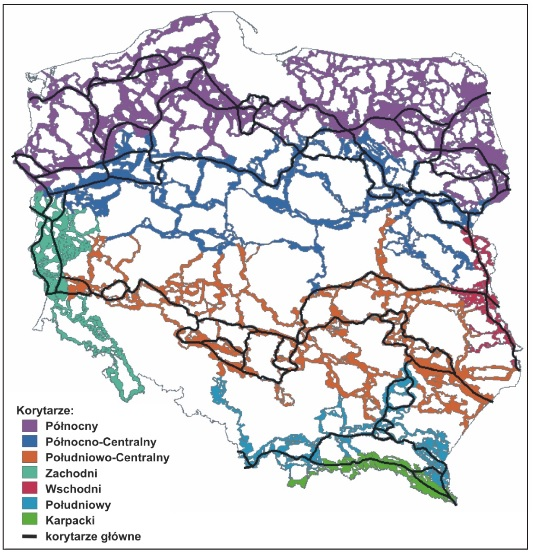 Korytarze:
Północny
Północno-Centralny
Południowo-Centralny
Zachodni
Wschodni
Południowy
Karpacki
korytarze główne